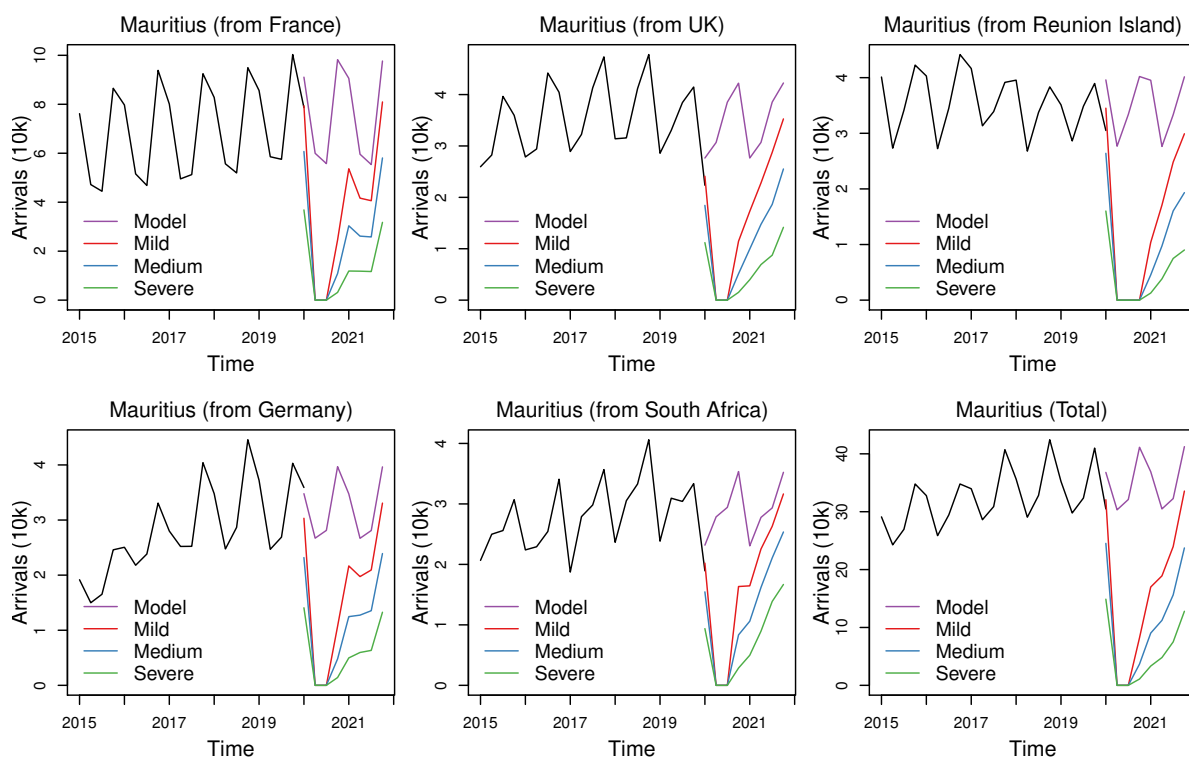 Mauritius (from France)
Arrivals (10k)
0 2 4 6 8 10
Model
Mild
Medium
Severe
2015 2017 2019 2021
Time
Mauritius (from UK)
Arrivals (10k)
0 1 2 3 4
Model
Mild
Medium
Severe
2015 2017 2019 2021
Time
Mauritius (from Reunion Island)
Arrivals (10k)
0 1 2 3 4
Model
Mild
Medium
Severe
2015 2017 2019 2021
Time
Mauritius (from Germany)
Arrivals (10k)
0 1 2 3 4
Model
Mild
Medium
Severe
2015 2017 2019 2021
Time
Mauritius (from South Africa)
Arrivals (10k)
0 1 2 3 4
Model
Mild
Medium
Severe
2015 2017 2019 2021
Time
Mauritius (Total)
Arrivals (10k)
0 10 20 30 40
Model
Mild
Medium
Severe
2015 2017 2019 2021
Time